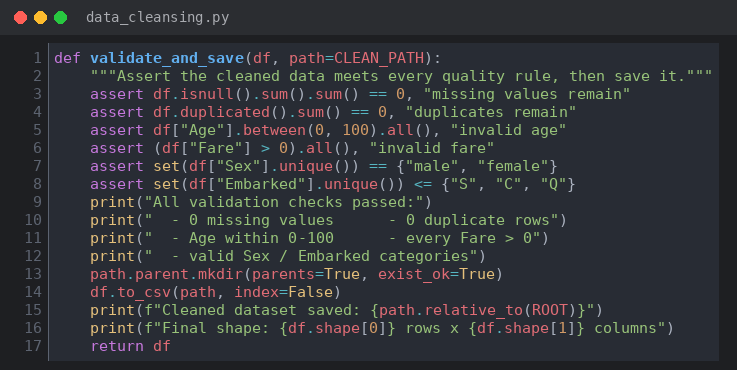 data_cleansing.py
1 def validate_and_save(df, path=CLEAN_PATH):
2     """Assert the cleaned data meets every quality rule, then save it."""
3     assert df.isnull().sum().sum() == 0, "missing values remain"
4     assert df.duplicated().sum() == 0, "duplicates remain"
5     assert df["Age"].between(0, 100).all(), "invalid age"
6     assert (df["Fare"] > 0).all(), "invalid fare"
7     assert set(df["Sex"].unique()) == {"male", "female"}
8     assert set(df["Embarked"].unique()) <= {"S", "C", "Q"}
9     print("All validation checks passed:")
10     print("  - 0 missing values      - 0 duplicate rows")
11     print("  - Age within 0-100      - every Fare > 0")
12     print("  - valid Sex / Embarked categories")
13     path.parent.mkdir(parents=True, exist_ok=True)
14     df.to_csv(path, index=False)
15     print(f"Cleaned dataset saved: {path.relative_to(ROOT)}")
16     print(f"Final shape: {df.shape[0]} rows x {df.shape[1]} columns")
17     return df